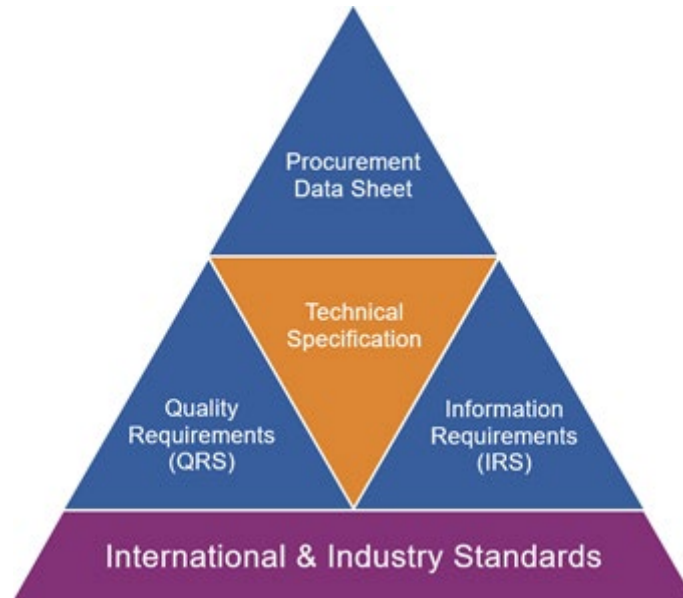 Procurement
Data Sheet
Technical
Specification
Quality
Requirements
(QRS)
Information
Requirements
(IRS)
International & Industry Standards